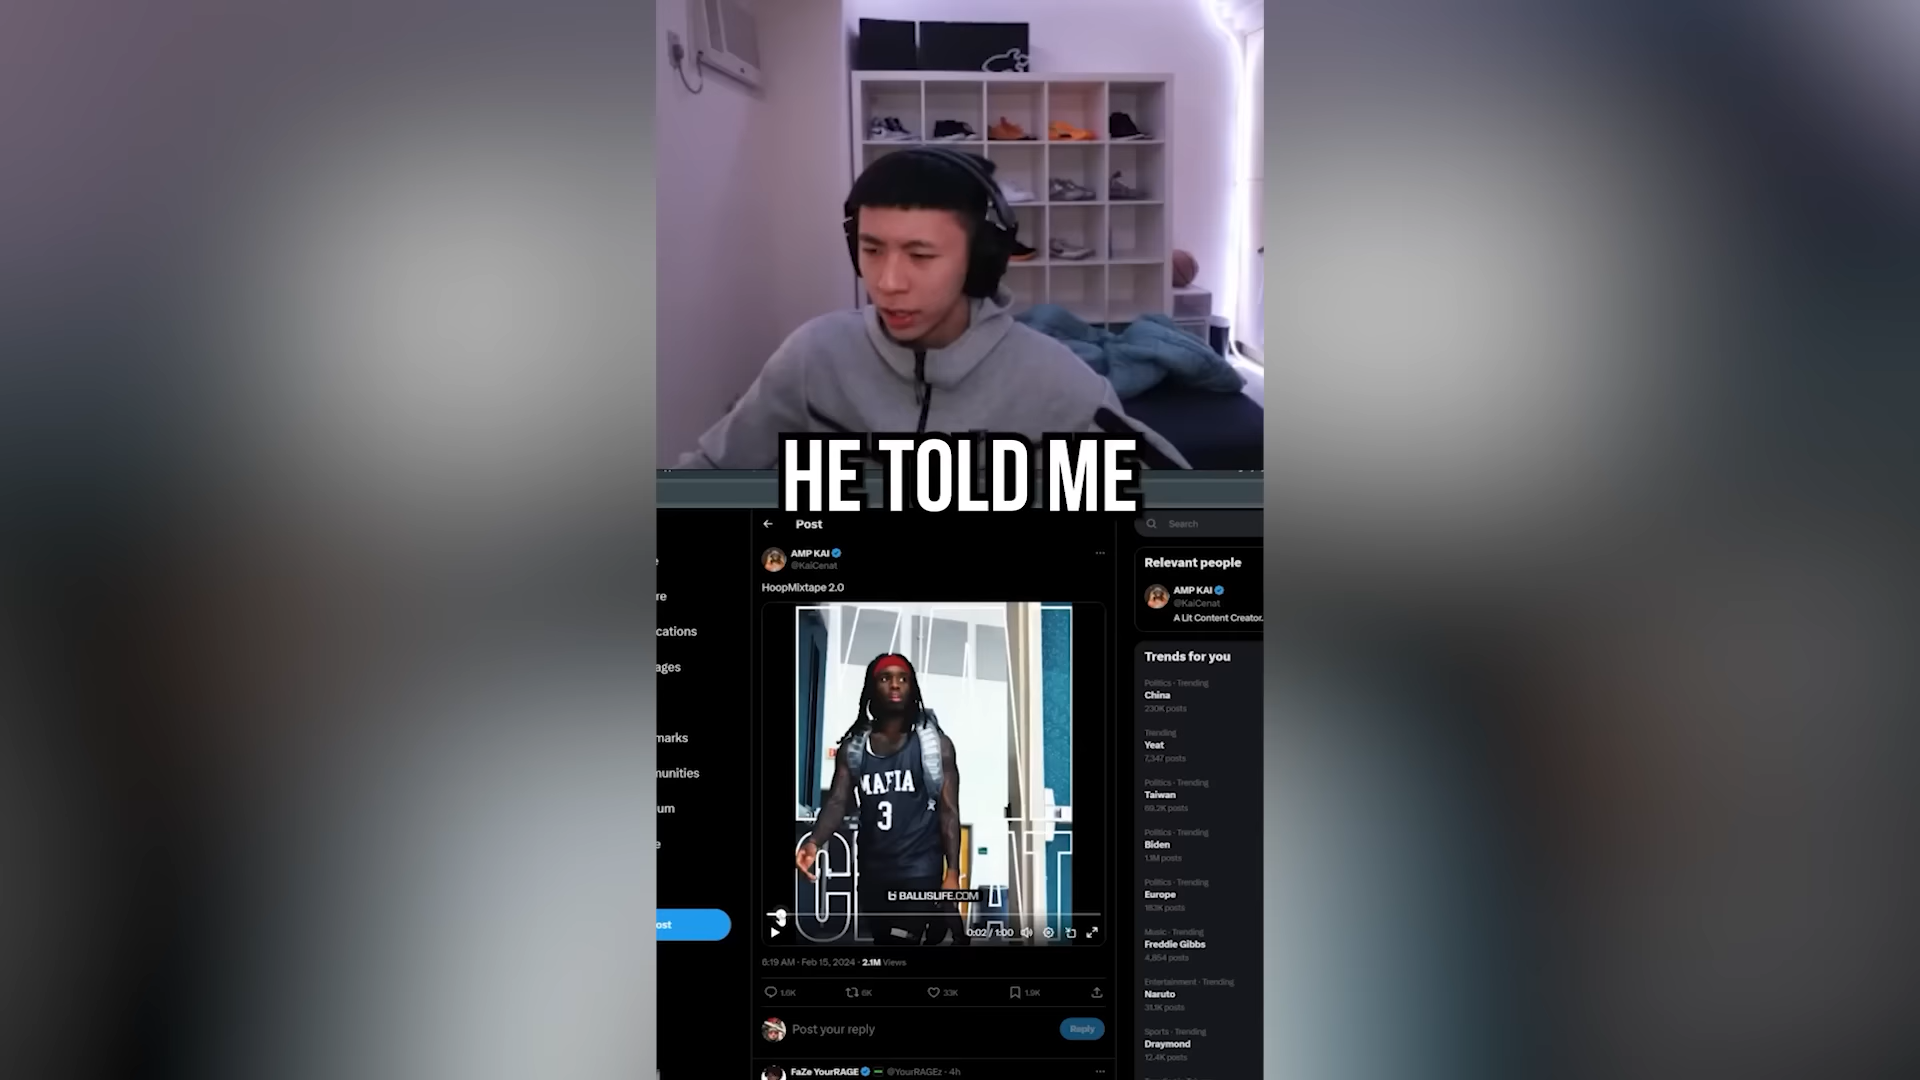 HE TOLD ME
Post
Search
AMP KAI
@KaiCenat
HoopMixtape 2.0
MAFIA
3
BALLISLIFE.COM
0:02 / 1:00
6:19 AM · Feb 15, 2024 · 2.1M Views
1.6K
6K
33K
1.9K
Post your reply
Reply
FaZe YourRAGE
@YourRAGEz · 4h
re
cations
ages
marks
nunities
um
e
ost
Relevant people
AMP KAI
@KaiCenat
A Lit Content Creator.
Trends for you
Politics · Trending
China
230K posts
Trending
Yeat
7,347 posts
Politics · Trending
Taiwan
69.2K posts
Politics · Trending
Biden
1.1M posts
Politics · Trending
Europe
183K posts
Music · Trending
Freddie Gibbs
4,854 posts
Entertainment · Trending
Naruto
31.1K posts
Sports · Trending
Draymond
12.4K posts